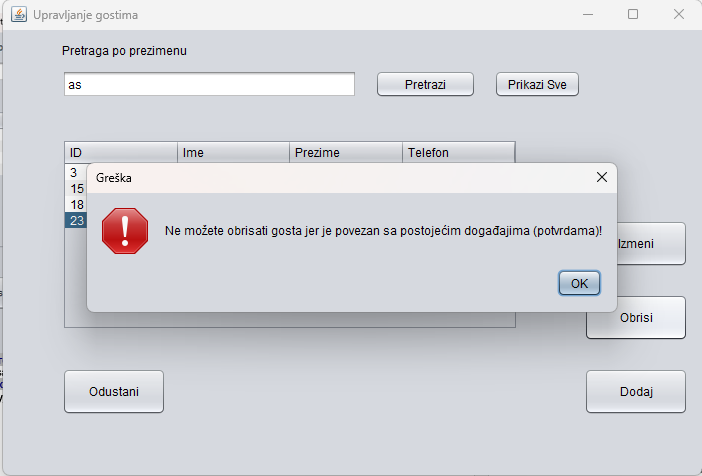 Upravljanje gostima
Pretraga po prezimenu
as
Pretrazi
Prikazi Sve
ID
Ime
Prezime
Telefon
3
15
18
23
Greška
Ne možete obrisati gosta jer je povezan sa postojećim događajima (potvrdama)!
OK
Izmeni
Obrisi
Odustani
Dodaj